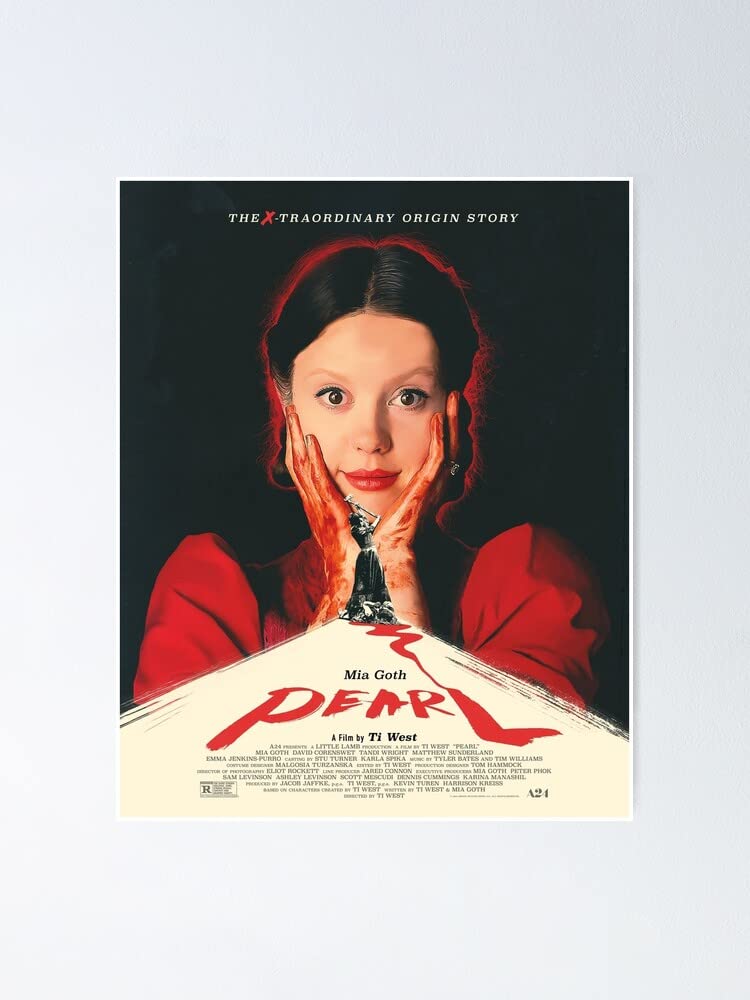 THE X-TRAORDINARY ORIGIN STORY
Mia Goth
PEARL
A Film by Ti West
A24 PRESENTS A LITTLE LAMB PRODUCTION A FILM BY TI WEST "PEARL"
MIA GOTH DAVID CORENSWET TANDI WRIGHT MATTHEW SUNDERLAND
EMMA JENKINS-PURRO CASTING BY STU TURNER KARLA SPIKA MUSIC BY TYLER BATES AND TIM WILLIAMS
COSTUME DESIGNER MALGOSIA TURZANSKA EDITED BY TI WEST PRODUCTION DESIGNER TOM HAMMOCK
DIRECTOR OF PHOTOGRAPHY ELIOT ROCKETT LINE PRODUCER JARED CONNON EXECUTIVE PRODUCERS MIA GOTH PETER PHOK
SAM LEVINSON ASHLEY LEVINSON SCOTT MESCUDI DENNIS CUMMINGS KARINA MANASHIL
PRODUCED BY JACOB JAFFKE, p.g.a. TI WEST, p.g.a. KEVIN TUREN HARRISON KREISS
BASED ON CHARACTERS CREATED BY TI WEST WRITTEN BY TI WEST & MIA GOTH
DIRECTED BY TI WEST
R
A24